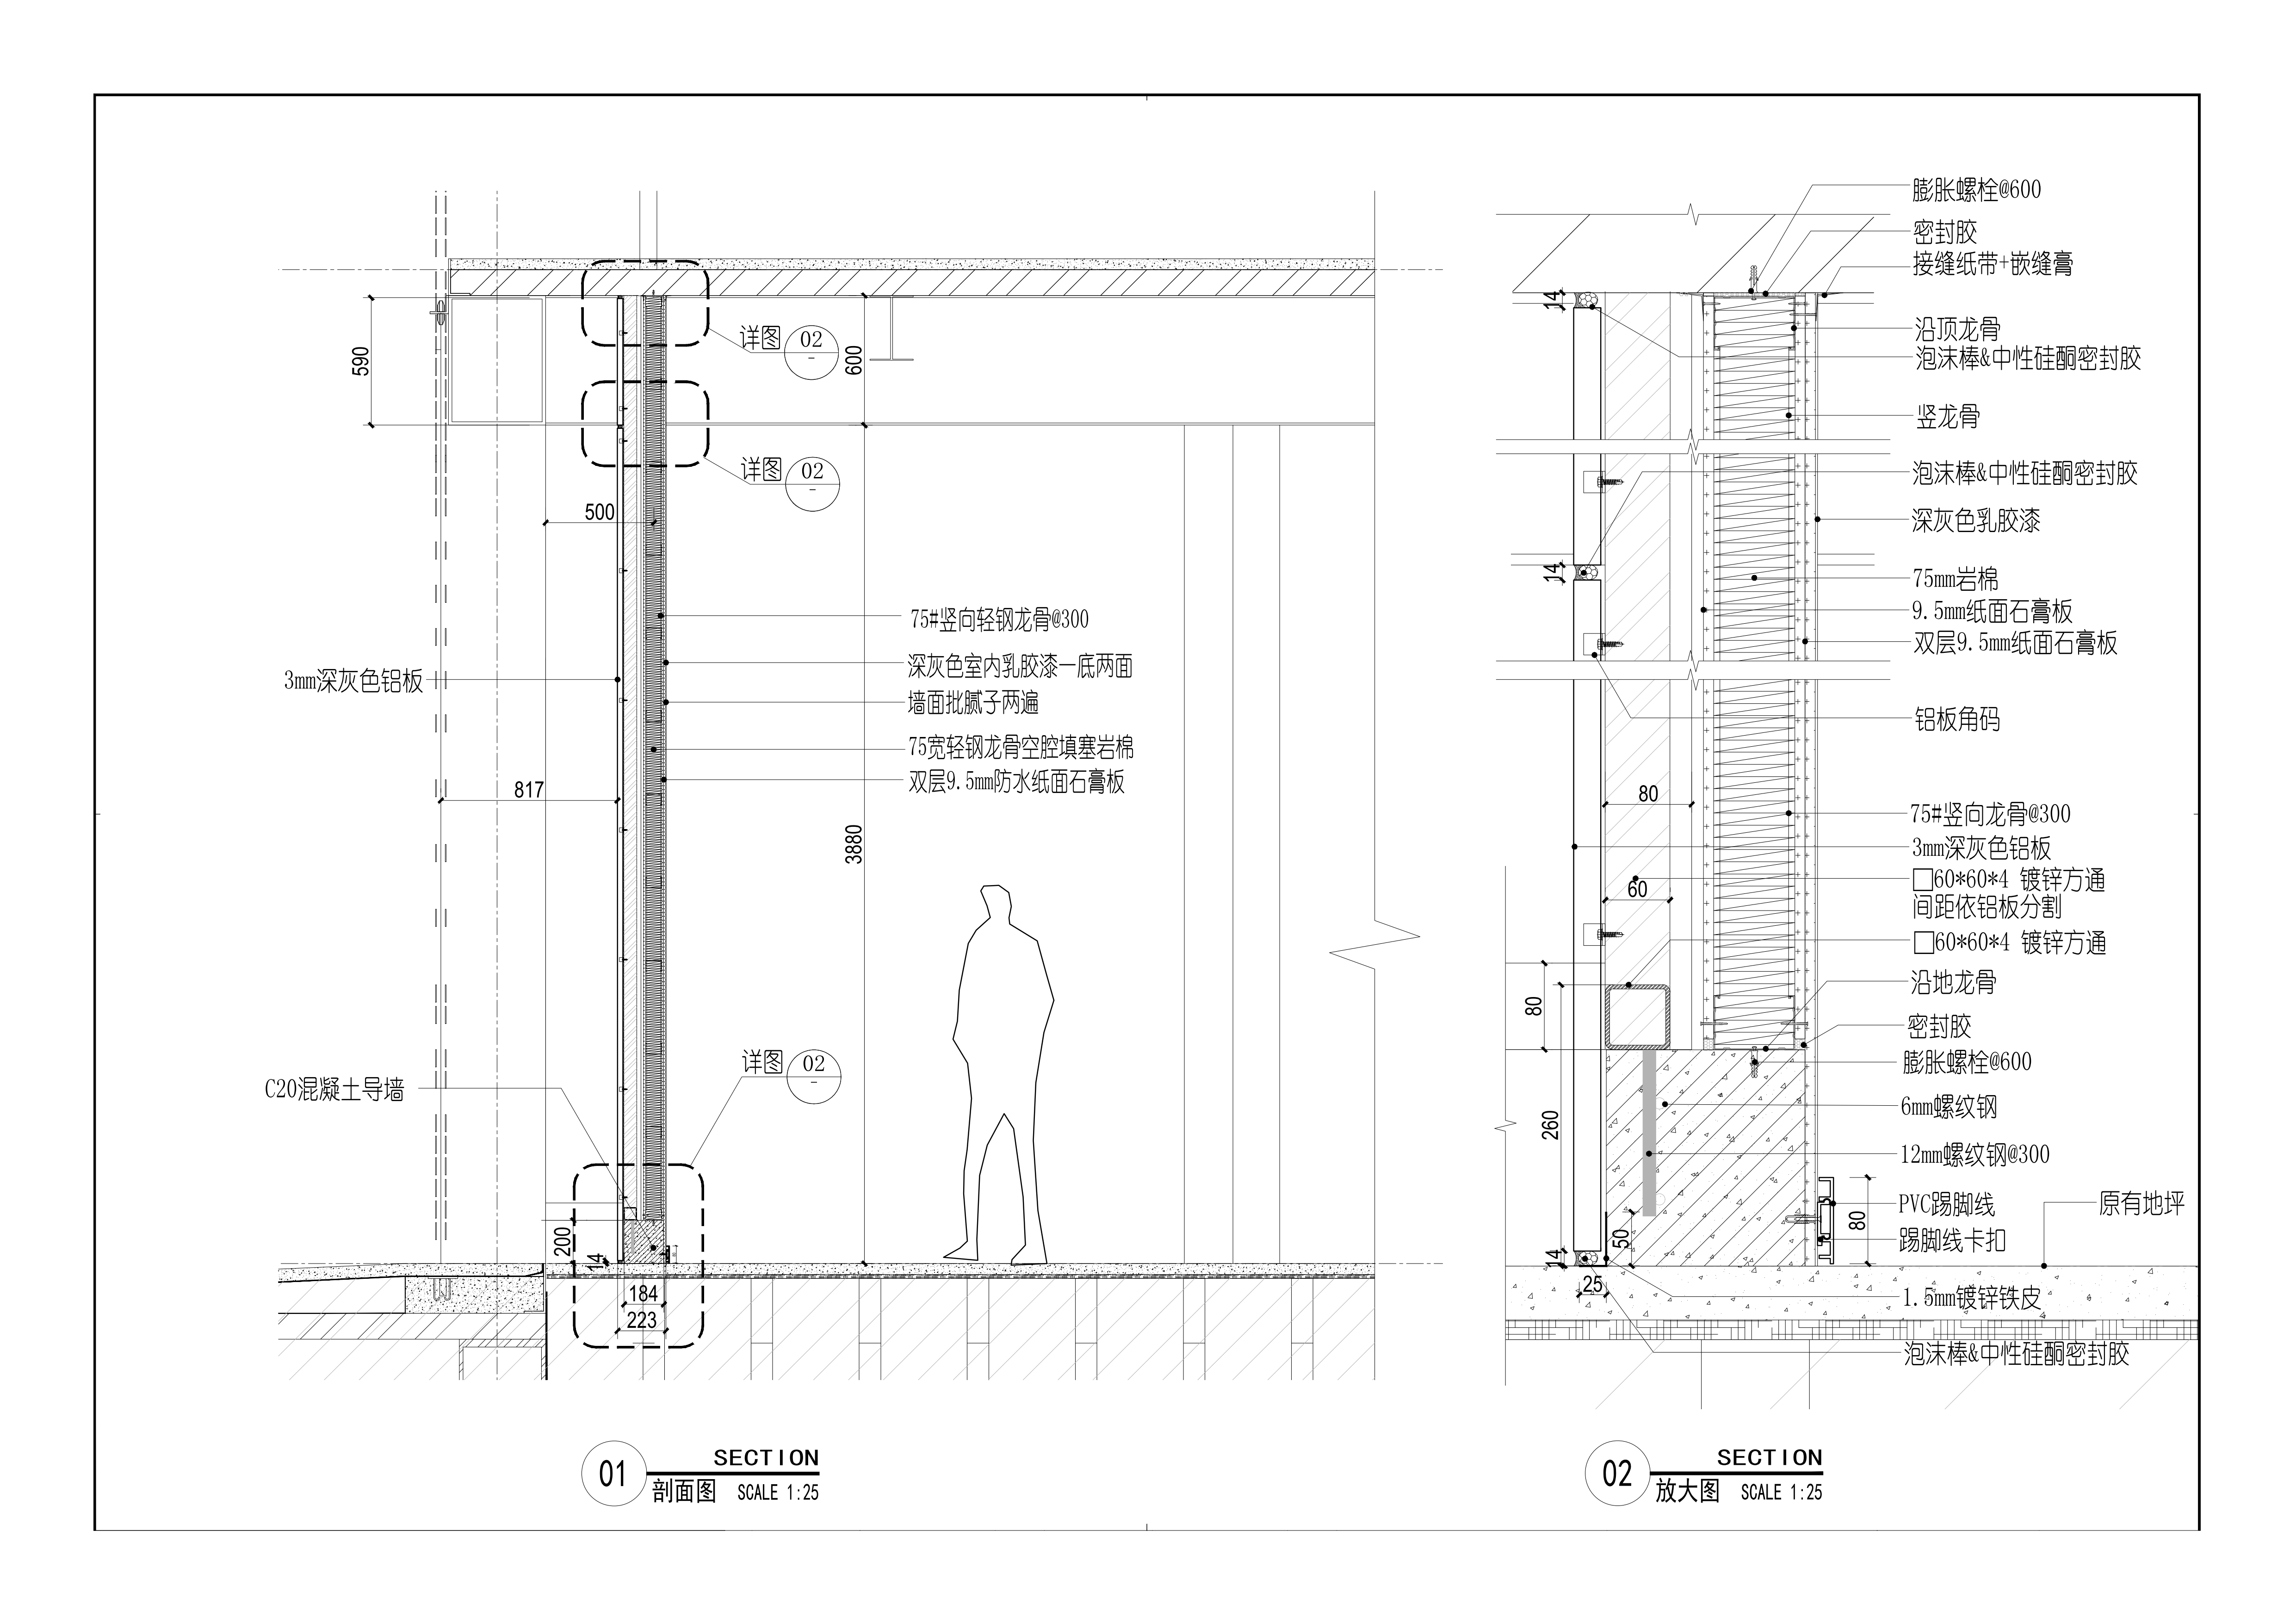 590
详图
02
-
600
详图
02
-
500
75#竖向轻钢龙骨@300
深灰色室内乳胶漆一底两面
3mm深灰色铝板
墙面批腻子两遍
75宽轻钢龙骨空腔填塞岩棉
双层9.5mm防水纸面石膏板
817
3880
详图
02
-
C20混凝土导墙
200
14
184
223
01
SECTION
剖面图 SCALE 1:25
膨胀螺栓@600
密封胶
接缝纸带+嵌缝膏
14
沿顶龙骨
泡沫棒&中性硅酮密封胶
竖龙骨
泡沫棒&中性硅酮密封胶
深灰色乳胶漆
14
75mm岩棉
9.5mm纸面石膏板
双层9.5mm纸面石膏板
铝板角码
80
75#竖向龙骨@300
3mm深灰色铝板
60
□60*60*4 镀锌方通
间距依铝板分割
□60*60*4 镀锌方通
沿地龙骨
80
密封胶
膨胀螺栓@600
260
6mm螺纹钢
12mm螺纹钢@300
PVC踢脚线
原有地坪
80
50
踢脚线卡扣
14
25
1.5mm镀锌铁皮
泡沫棒&中性硅酮密封胶
02
SECTION
放大图 SCALE 1:25